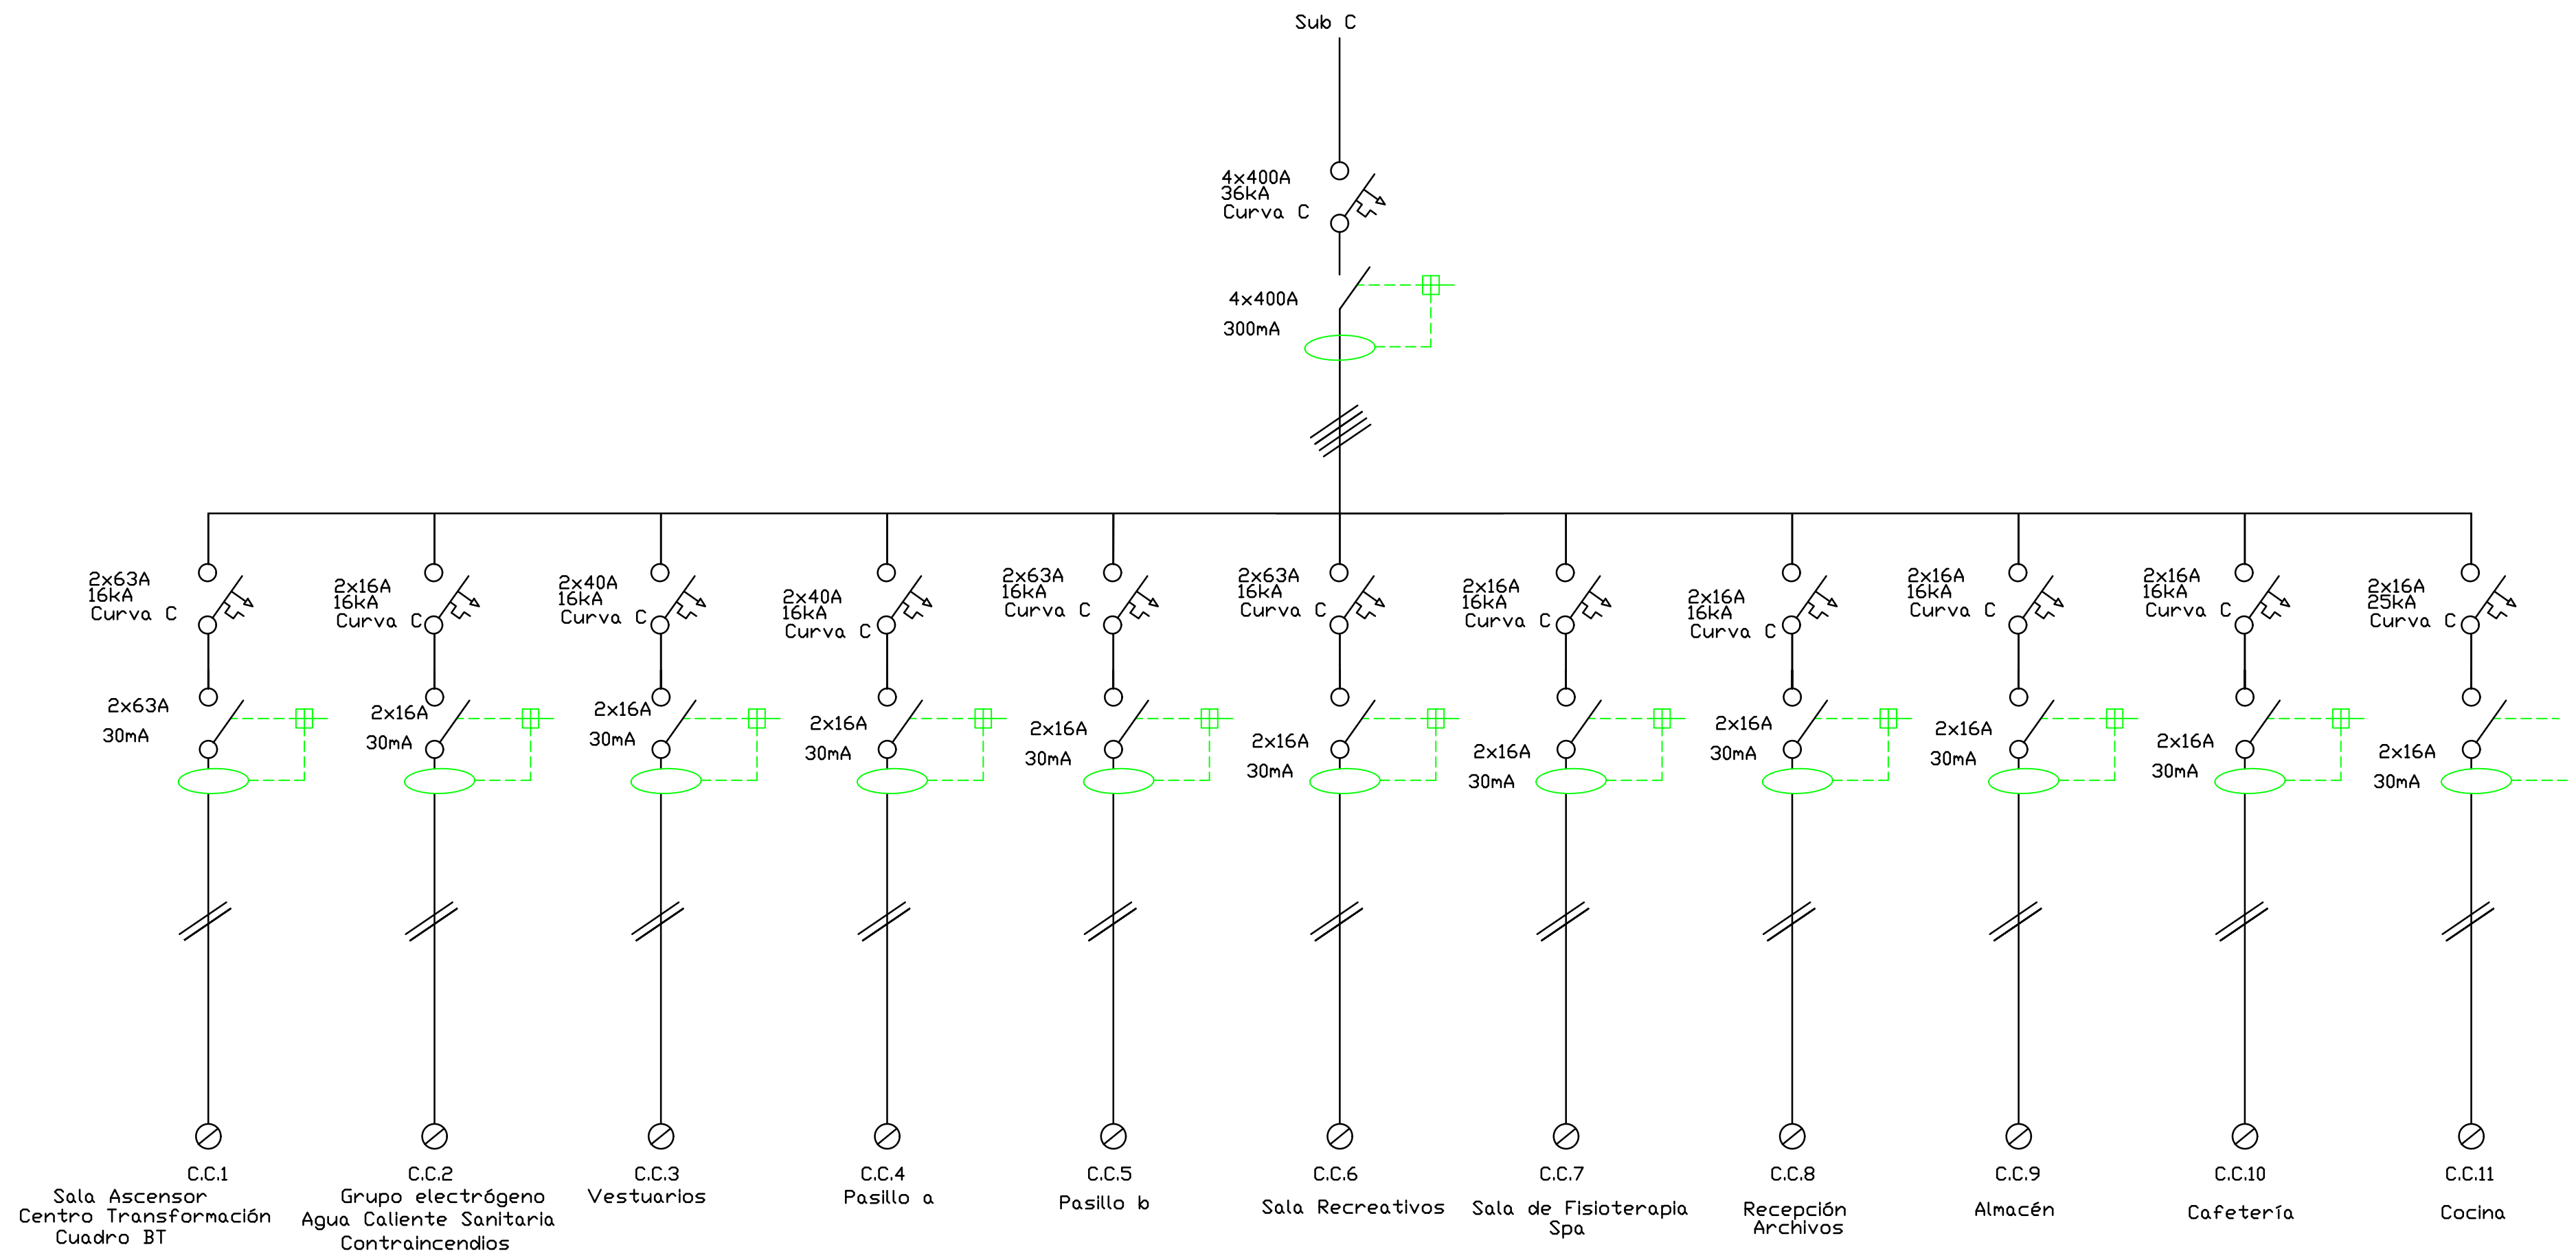 Sub C
4x400A
36kA
Curva C
4x400A
300mA
2x63A
16kA
Curva C
2x63A
30mA
C.C.1
Sala Ascensor
Centro Transformación
Cuadro BT
2x16A
16kA
Curva C
2x16A
30mA
C.C.2
Grupo electrógeno
Agua Caliente Sanitaria
Contraincendios
2x40A
16kA
Curva C
2x16A
30mA
C.C.3
Vestuarios
2x40A
16kA
Curva C
2x16A
30mA
C.C.4
Pasillo a
2x63A
16kA
Curva C
2x16A
30mA
C.C.5
Pasillo b
2x63A
16kA
Curva C
2x16A
30mA
C.C.6
Sala Recreativos
2x16A
16kA
Curva C
2x16A
30mA
C.C.7
Sala de Fisioterapia
Spa
2x16A
16kA
Curva C
2x16A
30mA
C.C.8
Recepción
Archivos
2x16A
16kA
Curva C
2x16A
30mA
C.C.9
Almacén
2x16A
16kA
Curva C
2x16A
30mA
C.C.10
Cafetería
2x16A
25kA
Curva C
2x16A
30mA
C.C.11
Cocina